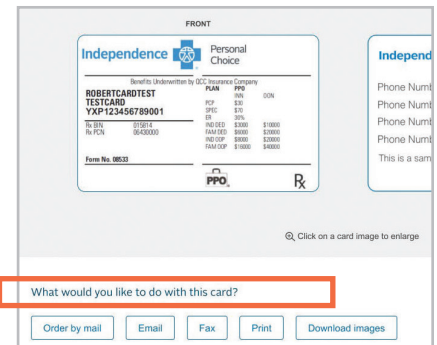 FRONT
Independence
Personal
Choice
Benefits Underwritten by QCC Insurance Company
ROBERTCARDTEST
TESTCARD
YXP123456789001
Rx BIN 015814
Rx PCN 06430000
Form No. 08533
PLAN PPO
INN OON
PCP $30
SPEC $70
ER 30%
IND DED $3000 $10000
FAM DED $6000 $20000
IND OOP $8000 $20000
FAM OOP $16000 $40000
PPO
Rx
Independ
Phone Numb
Phone Numb
Phone Numb
Phone Numb
This is a sam
Click on a card image to enlarge
What would you like to do with this card?
Order by mail Email Fax Print Download images